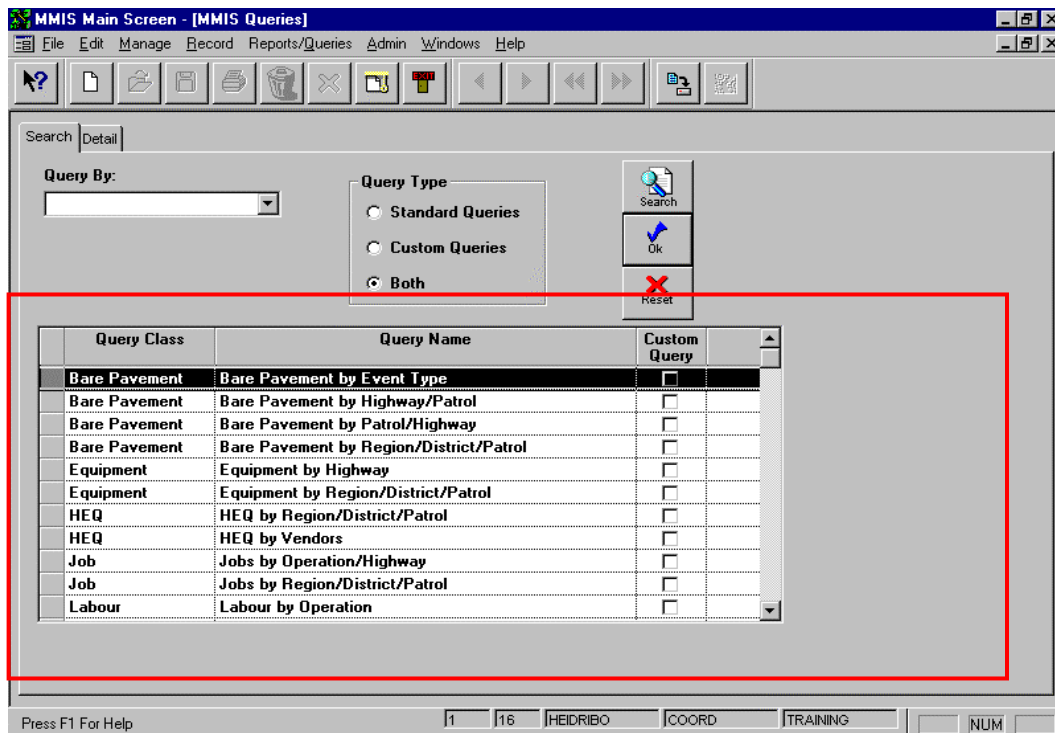 MMIS Main Screen - [MMIS Queries]
File Edit Manage Record Reports/Queries Admin Windows Help
EXIT
Search Detail
Query By:
Query Type
Standard Queries
Custom Queries
Both
Search
Ok
Reset
Query Class Query Name Custom Query
Bare Pavement Bare Pavement by Event Type
Bare Pavement Bare Pavement by Highway/Patrol
Bare Pavement Bare Pavement by Patrol/Highway
Bare Pavement Bare Pavement by Region/District/Patrol
Equipment Equipment by Highway
Equipment Equipment by Region/District/Patrol
HEQ HEQ by Region/District/Patrol
HEQ HEQ by Vendors
Job Jobs by Operation/Highway
Job Jobs by Region/District/Patrol
Labour Labour by Operation
Press F1 For Help 1 16 HEIDRIBO COORD TRAINING NUM